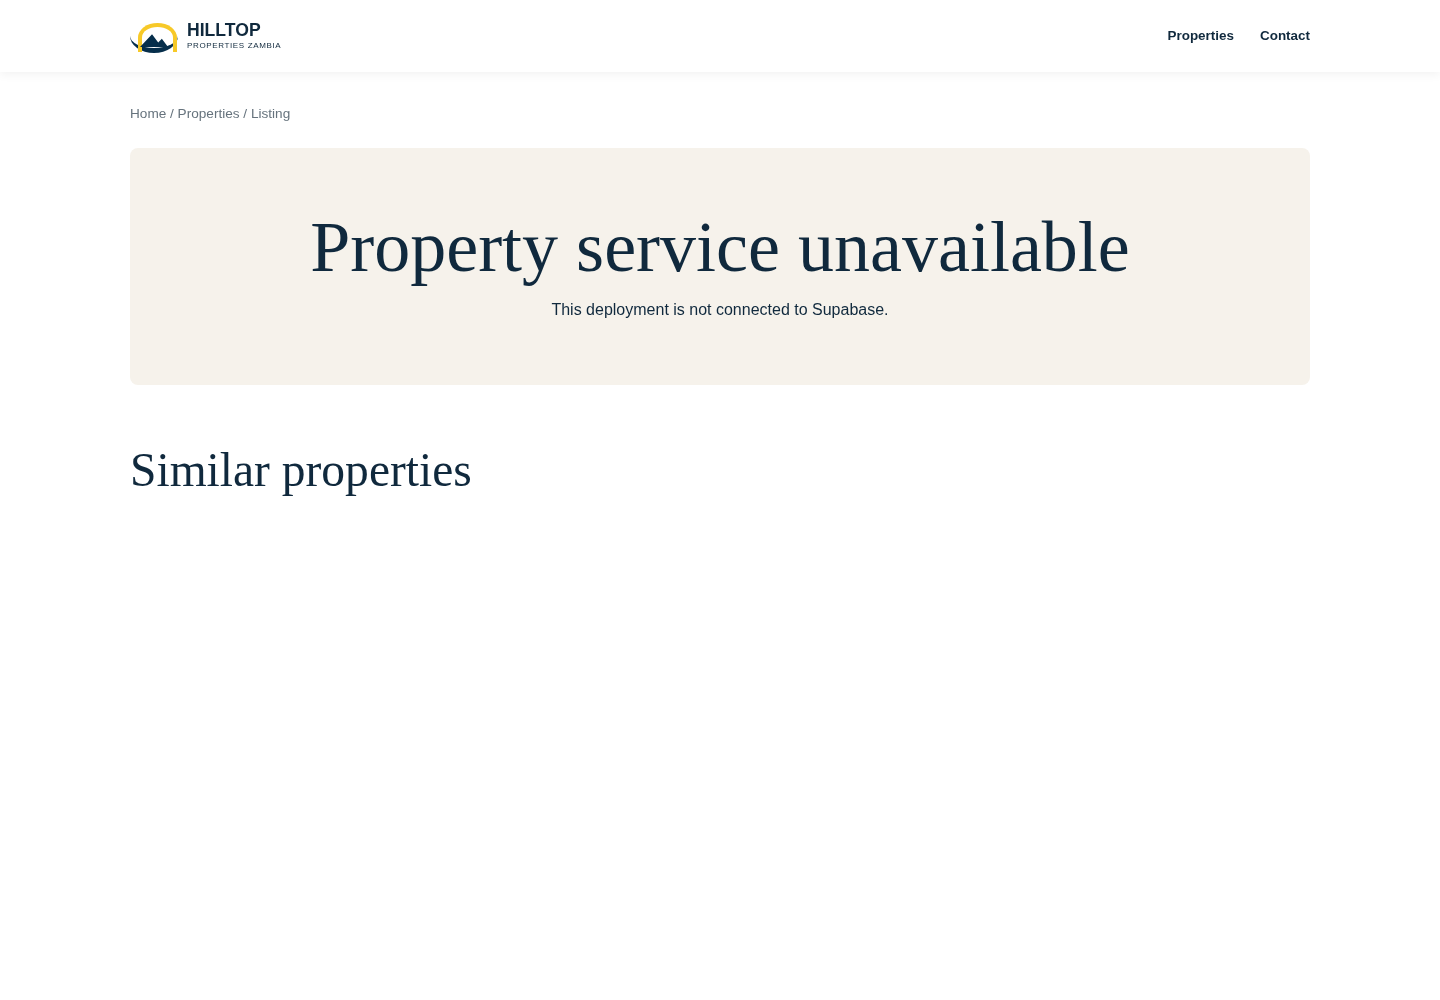 HILLTOP
PROPERTIES ZAMBIA
Properties
Contact
Home / Properties / Listing
Property service unavailable
This deployment is not connected to Supabase.
Similar properties